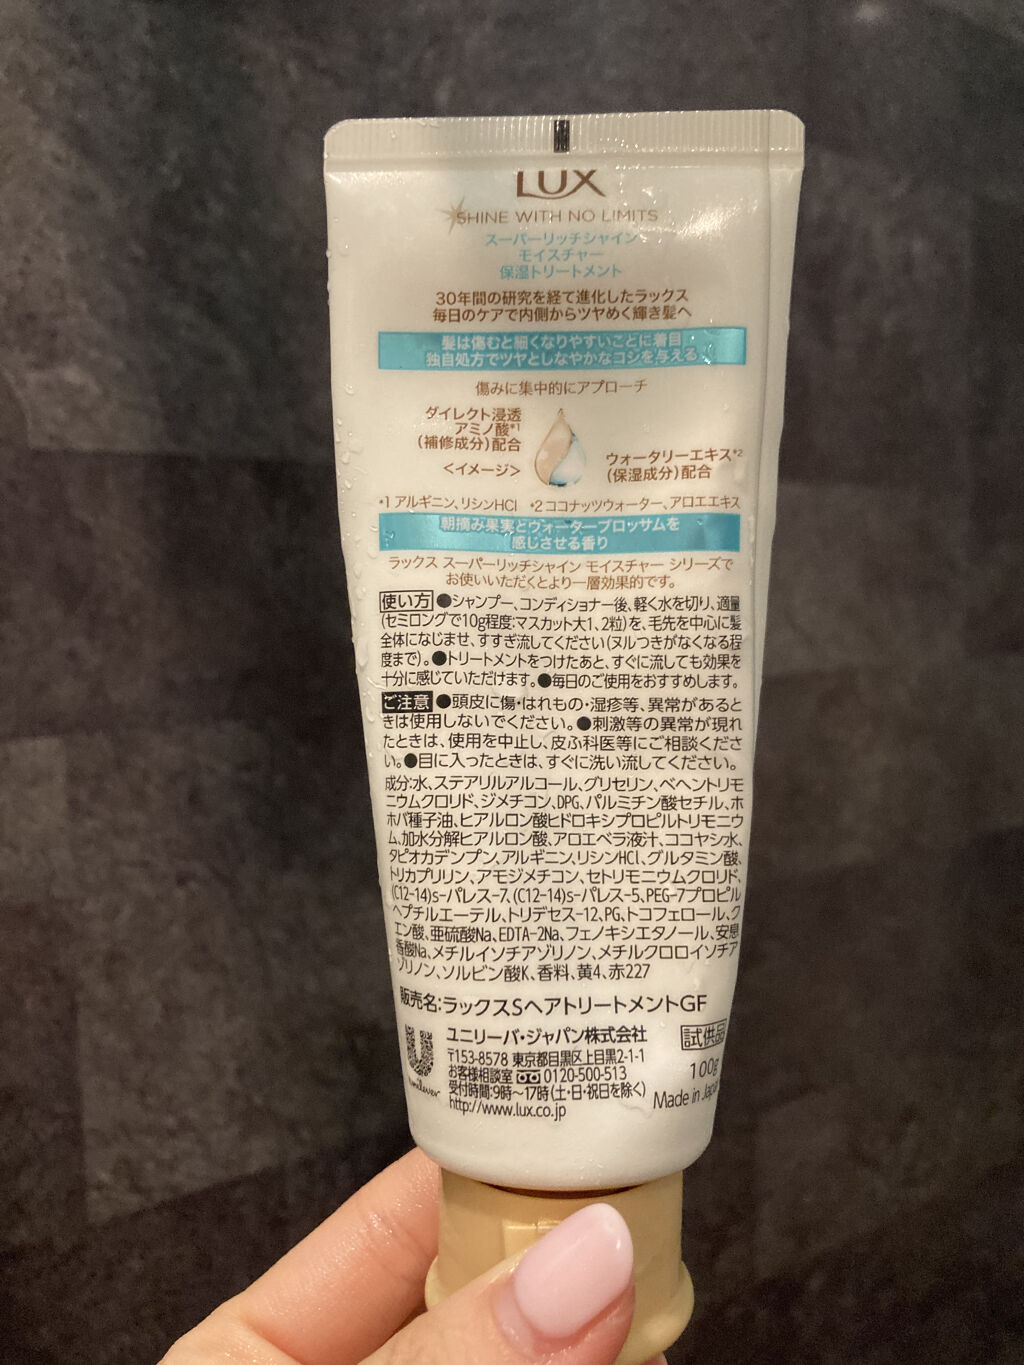 LUX
SHINE WITH NO LIMITS
スーパーリッチシャイン
モイスチャー
保湿トリートメント
30年間の研究を経て進化したラックス
毎日のケアで内側からツヤめく輝き髪へ
髪は傷むと細くなりやすいことに着目
独自処方でツヤとしなやかなコシを与える
傷みに集中的にアプローチ
ダイレクト浸透
アミノ酸*1
(補修成分)配合
<イメージ>
ウォータリーエキス*2
(保湿成分)配合
*1 アルギニン、リシンHCl *2 ココナッツウォーター、アロエエキス
朝摘み果実とウォーターブロッサムを
感じさせる香り
ラックス スーパーリッチシャイン モイスチャー シリーズで
お使いいただくとより一層効果的です。
使い方 ●シャンプー、コンディショナー後、軽く水を切り、適量
(セミロングで10g程度:マスカット大1、2粒)を、毛先を中心に髪
全体になじませ、すすぎ流してください(ヌルつきがなくなる程
度まで)。●トリートメントをつけたあと、すぐに流しても効果を
十分に感じていただけます。●毎日のご使用をおすすめします。
ご注意 ●頭皮に傷・はれもの・湿疹等、異常があると
きは使用しないでください。●刺激等の異常が現れ
たときは、使用を中止し、皮ふ科医等にご相談くださ
い。●目に入ったときは、すぐに洗い流してください。
成分:水、ステアリルアルコール、グリセリン、ベヘントリモ
ニウムクロリド、ジメチコン、DPG、パルミチン酸セチル、ホ
ホバ種子油、ヒアルロン酸ヒドロキシプロピルトリモニウ
ム、加水分解ヒアルロン酸、アロエベラ液汁、ココヤシ水、
タピオカデンプン、アルギニン、リシンHCl、グルタミン酸、
トリカプリリン、アモジメチコン、セトリモニウムクロリド、
(C12-14)s-パレス-7、(C12-14)s-パレス-5、PEG-7プロピル
ヘプチルエーテル、トリデセス-12、PG、トコフェロール、ク
エン酸、亜硫酸Na、EDTA-2Na、フェノキシエタノール、安息
香酸Na、メチルイソチアゾリノン、メチルクロロイソチア
ゾリノン、ソルビン酸K、香料、黄4、赤227
販売名:ラックスSヘアトリートメントGF
Unilever
ユニリーバ・ジャパン株式会社
〒153-8578 東京都目黒区上目黒2-1-1
お客様相談室 0120-500-513
受付時間:9時〜17時(土・日・祝日を除く)
http://www.lux.co.jp
試供品
100g
Made in Japan